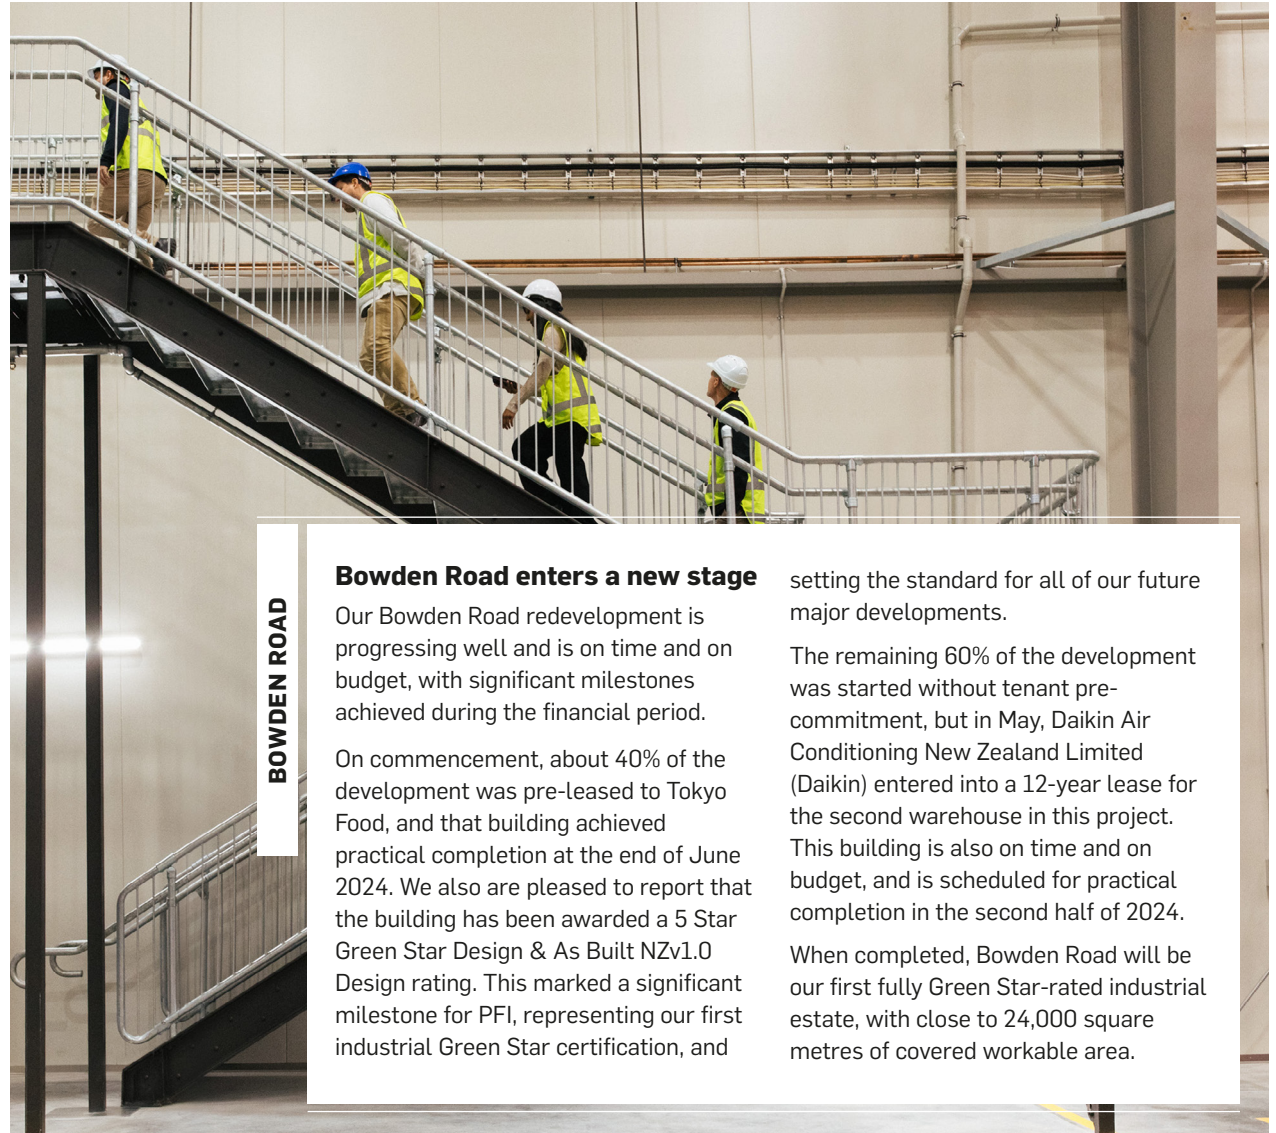 BOWDEN ROAD
Bowden Road enters a new stage
Our Bowden Road redevelopment is
progressing well and is on time and on
budget, with significant milestones
achieved during the financial period.
On commencement, about 40% of the
development was pre-leased to Tokyo
Food, and that building achieved
practical completion at the end of June
2024. We also are pleased to report that
the building has been awarded a 5 Star
Green Star Design & As Built NZv1.0
Design rating. This marked a significant
milestone for PFI, representing our first
industrial Green Star certification, and
setting the standard for all of our future
major developments.
The remaining 60% of the development
was started without tenant pre-
commitment, but in May, Daikin Air
Conditioning New Zealand Limited
(Daikin) entered into a 12-year lease for
the second warehouse in this project.
This building is also on time and on
budget, and is scheduled for practical
completion in the second half of 2024.
When completed, Bowden Road will be
our first fully Green Star-rated industrial
estate, with close to 24,000 square
metres of covered workable area.